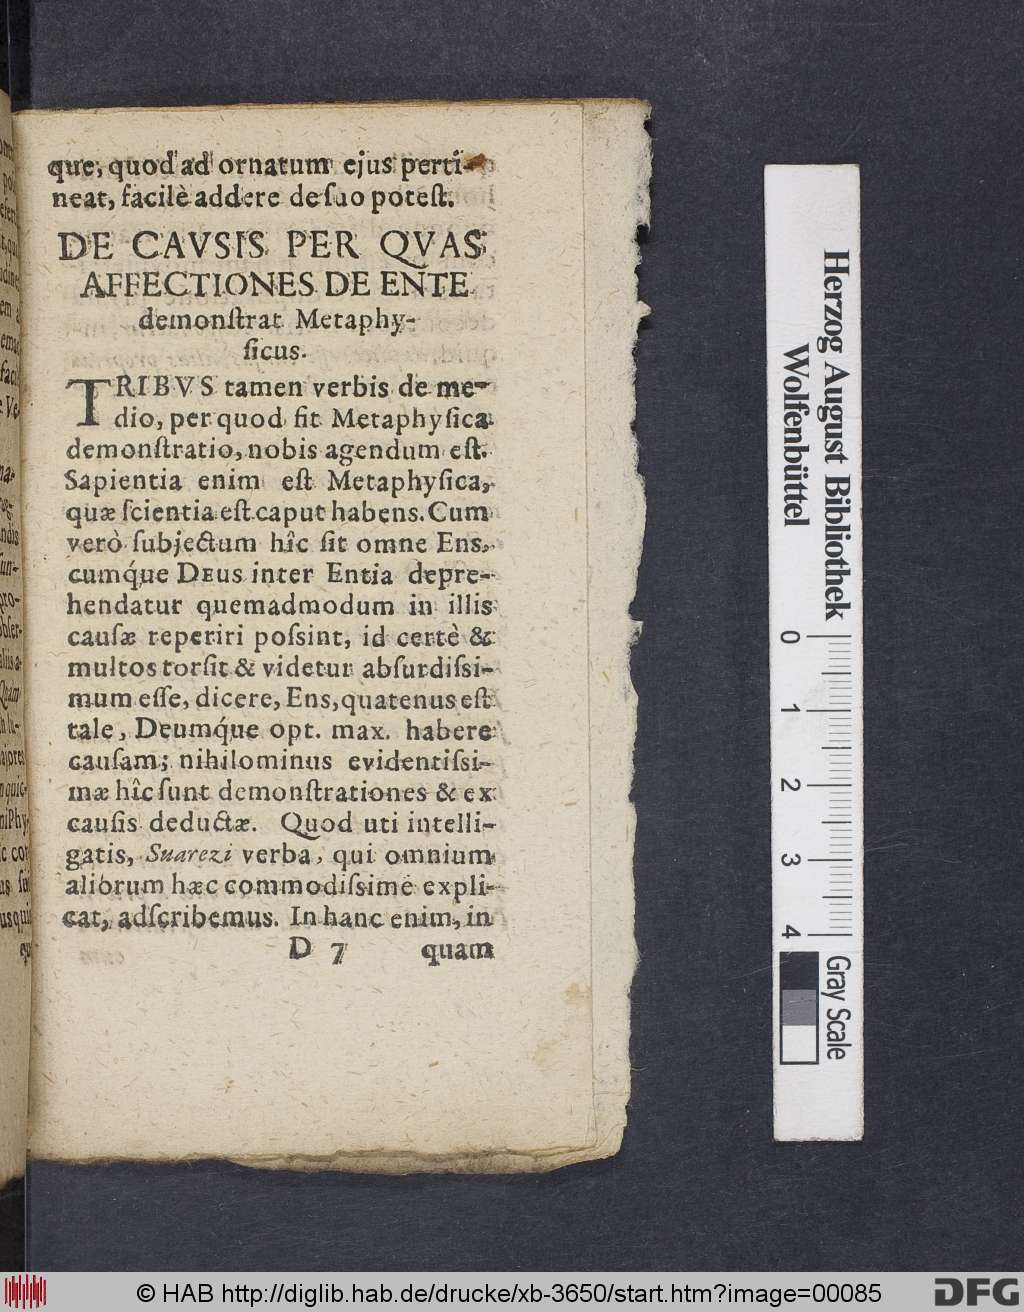 que, quod ad ornatum ejus perti-
neat, facilè addere de suo potest.
DE CAVSIS PER QVAS
AFFECTIONES DE ENTE
demonſtrat Metaphy-
ſicus.
TRIBVS tamen verbis de me-
dio, per quod fit Metaphyſica
demonſtratio, nobis agendum eſt.
Sapientia enim eſt Metaphyſica,
quæ ſcientia eſt caput habens. Cum
verò ſubjectum hîc ſit omne Ens,
cumq́ue DEus inter Entia depre-
hendatur quemadmodum in illis
cauſæ reperiri poſsint, id certè &
multos torſit & videtur abſurdiſsi-
mum eſſe, dicere, Ens, quatenus eſt
tale, Deumq́ue opt. max. habere
cauſam; nihilominus evidentiſsi-
mæ hîc ſunt demonſtrationes & ex
cauſis deductæ. Quod uti intelli-
gatis, Suarezi verba, qui omnium
aliorum hæc commodiſsimè expli-
cat, adſcribemus. In hanc enim, in
D 7 quam
Herzog August Bibliothek
Wolfenbüttel
0 1 2 3 4
Gray Scale
© HAB http://diglib.hab.de/drucke/xb-3650/start.htm?image=00085
DFG